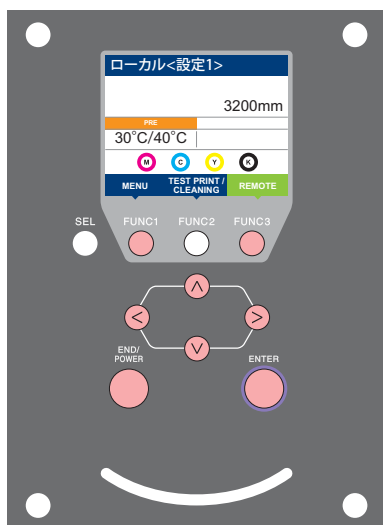 ローカル<設定1>
3200mm
PRE
30˚C/40˚C
M C Y K
MENU
TEST PRINT /
CLEANING
REMOTE
SEL
FUNC1
FUNC2
FUNC3
<
∧
>
∨
END/
POWER
ENTER